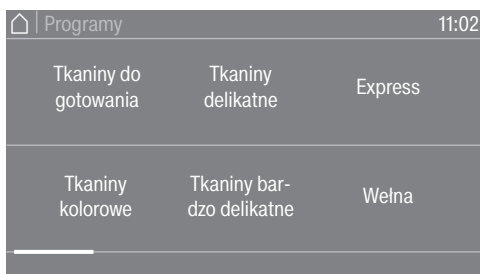 Programy 11:02
Tkaniny do
gotowania
Tkaniny
delikatne
Express
Tkaniny
kolorowe
Tkaniny bar-
dzo delikatne
Wełna